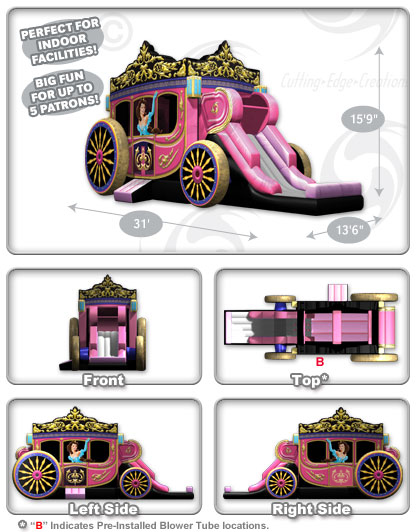 PERFECT FOR
INDOOR
FACILITIES!
©
Cutting•Edge•Creations
BIG FUN
FOR UP TO
5 PATRONS!
15'9"
31'
13'6"
B
Front
Top*
Left Side
Right Side
* "B" Indicates Pre-Installed Blower Tube locations.